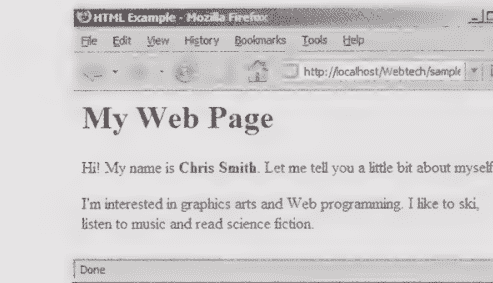 HTML Example - Mozilla Firefox
File Edit View History Bookmarks Tools Help
http://localhost/Webtech/sample
My Web Page
Hi! My name is Chris Smith. Let me tell you a little bit about myself
I'm interested in graphics arts and Web programming. I like to ski,
listen to music and read science fiction.
Done